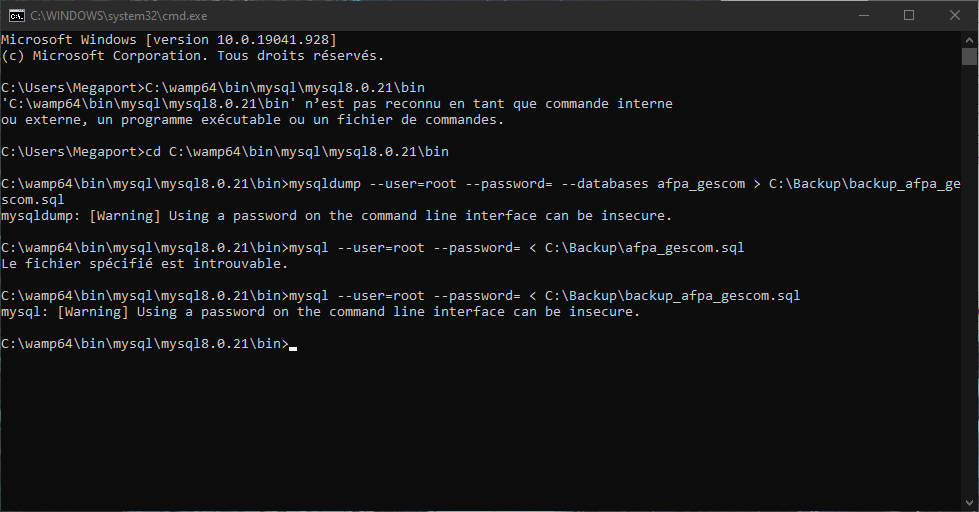 C:\WINDOWS\system32\cmd.exe
Microsoft Windows [version 10.0.19041.928]
(c) Microsoft Corporation. Tous droits réservés.
C:\Users\Megaport>C:\wamp64\bin\mysql\mysql8.0.21\bin
'C:\wamp64\bin\mysql\mysql8.0.21\bin' n’est pas reconnu en tant que commande interne
ou externe, un programme exécutable ou un fichier de commandes.
C:\Users\Megaport>cd C:\wamp64\bin\mysql\mysql8.0.21\bin
C:\wamp64\bin\mysql\mysql8.0.21\bin>mysqldump --user=root --password= --databases afpa_gescom > C:\Backup\backup_afpa_ge
scom.sql
mysqldump: [Warning] Using a password on the command line interface can be insecure.
C:\wamp64\bin\mysql\mysql8.0.21\bin>mysql --user=root --password= < C:\Backup\afpa_gescom.sql
Le fichier spécifié est introuvable.
C:\wamp64\bin\mysql\mysql8.0.21\bin>mysql --user=root --password= < C:\Backup\backup_afpa_gescom.sql
mysql: [Warning] Using a password on the command line interface can be insecure.
C:\wamp64\bin\mysql\mysql8.0.21\bin>